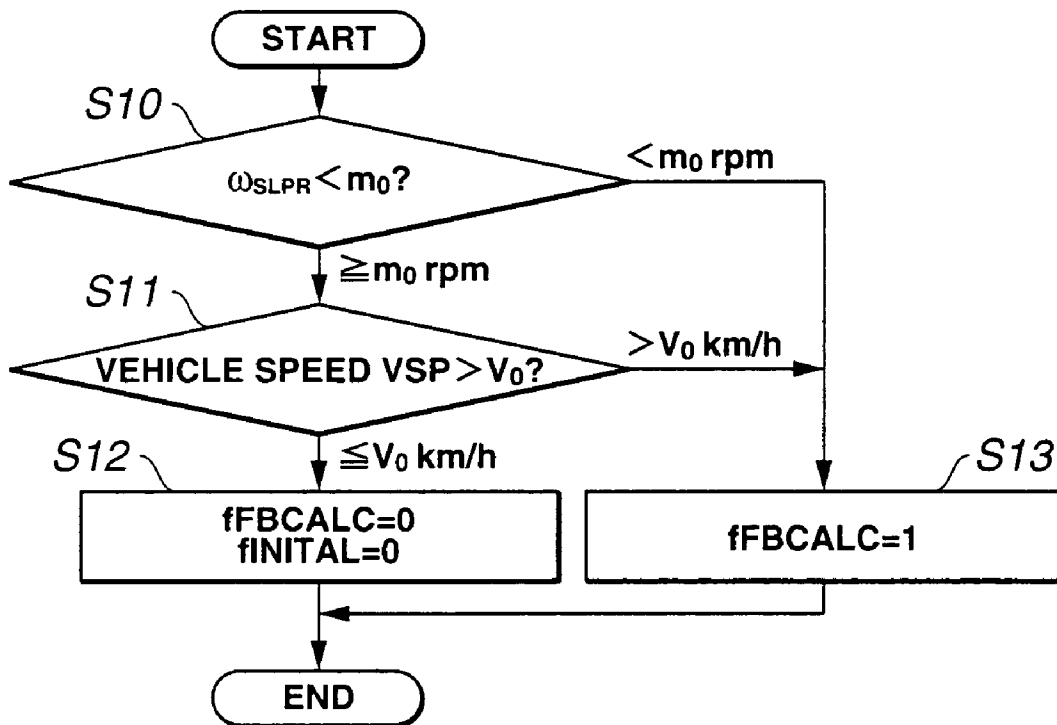 START
S10
ω_SLPR＜m₀?
＜m₀ rpm
≧m₀ rpm
S11
VEHICLE SPEED VSP＞V₀?
＞V₀ km/h
≦V₀ km/h
S12
S13
fFBCALC=0
fINITAL=0
fFBCALC=1
END